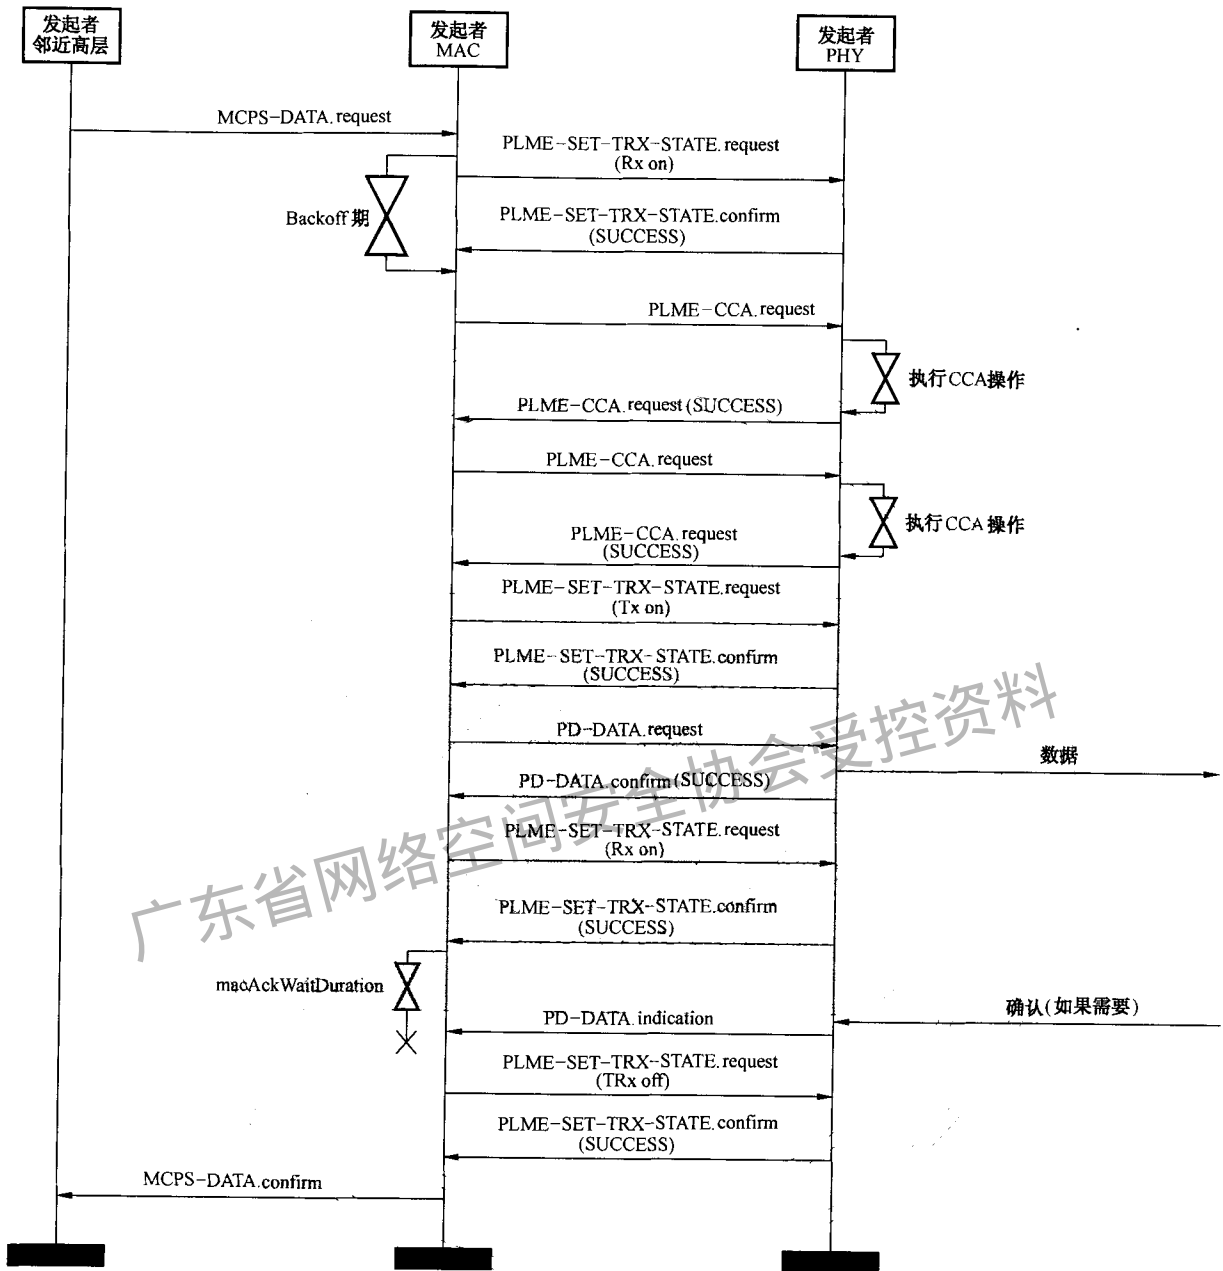 发起者
邻近高层
发起者
MAC
发起者
PHY
MCPS-DATA.request
PLME-SET-TRX-STATE.request
(Rx on)
Backoff 期
PLME-SET-TRX-STATE.confirm
(SUCCESS)
PLME-CCA.request
执行CCA操作
PLME-CCA.request(SUCCESS)
PLME-CCA.request
执行CCA 操作
PLME-CCA.request
(SUCCESS)
PLME-SET-TRX-STATE.request
(Tx on)
PLME-SET-TRX-STATE.confirm
(SUCCESS)
PD-DATA.request
数据
PD-DATA.confirm(SUCCESS)
PLME-SET-TRX-STATE.request
(Rx on)
PLME-SET-TRX-STATE.confirm
(SUCCESS)
macAckWaitDuration
确认(如果需要)
PD-DATA.indication
PLME-SET-TRX-STATE.request
(TRx off)
PLME-SET-TRX-STATE.confirm
(SUCCESS)
MCPS-DATA.confirm
广东省网络空间安全协会受控资料